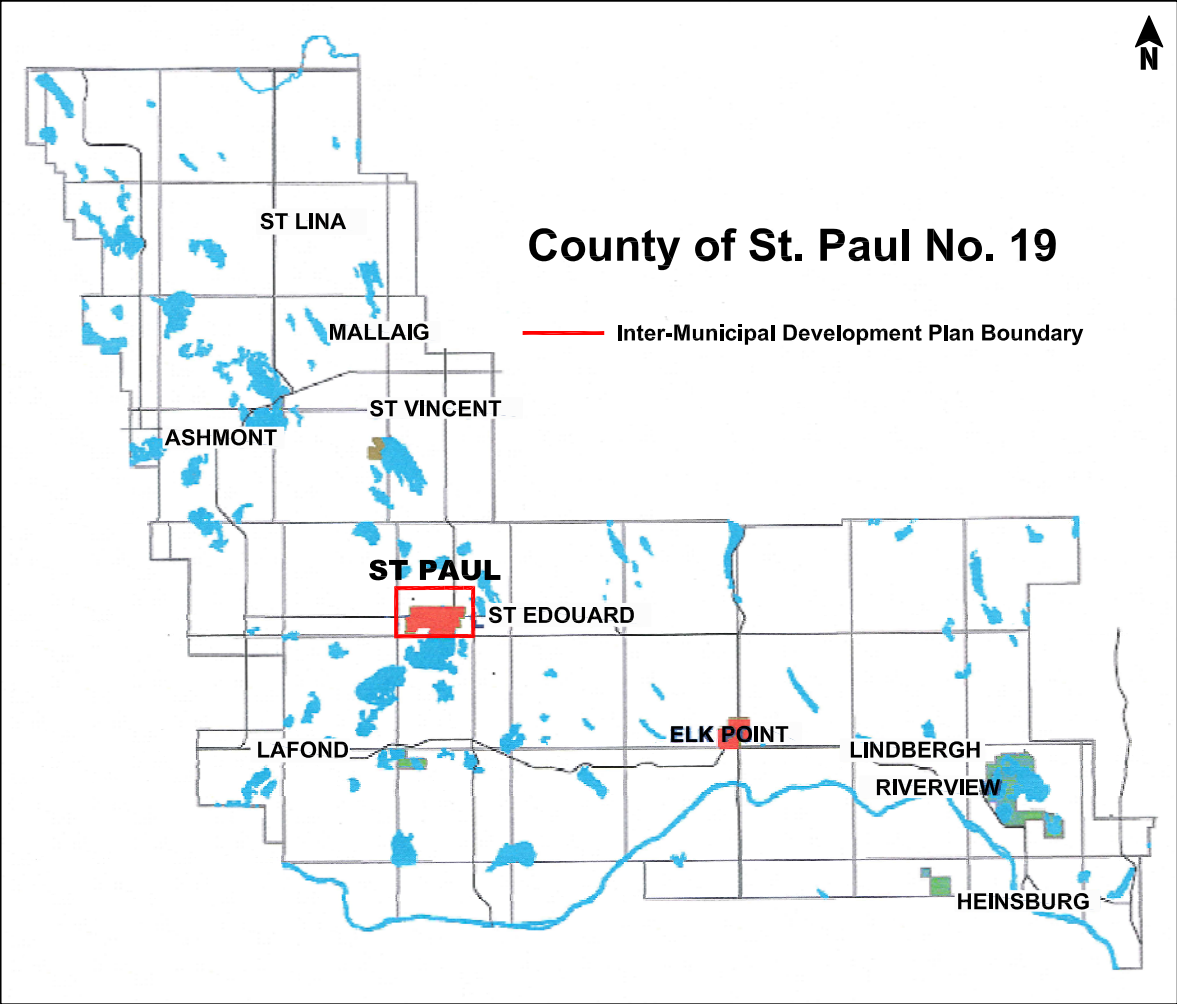 N
ST LINA
County of St. Paul No. 19
MALLAIG
Inter-Municipal Development Plan Boundary
ST VINCENT
ASHMONT
ST PAUL
ST EDOUARD
ELK POINT
LAFOND
LINDBERGH
RIVERVIEW
HEINSBURG